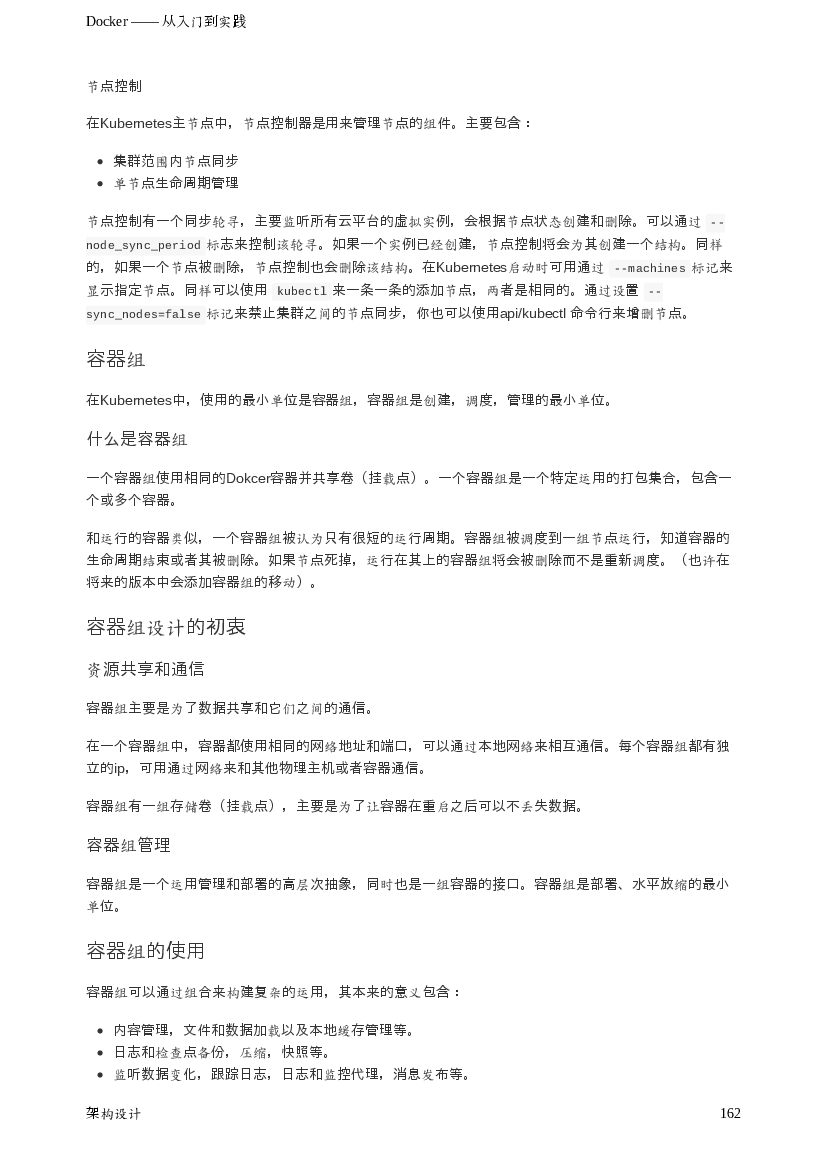 Docker —— 从入门到实践
节点控制
在Kubernetes主节点中，节点控制器是用来管理节点的组件。主要包含：
• 集群范围内节点同步
• 单节点生命周期管理
节点控制有一个同步轮寻，主要监听所有云平台的虚拟实例，会根据节点状态创建和删除。可以通过 --
node_sync_period 标志来控制该轮寻。如果一个实例已经创建，节点控制将会为其创建一个结构。同样
的，如果一个节点被删除，节点控制也会删除该结构。在Kubernetes启动时可用通过 --machines 标记来
显示指定节点。同样可以使用 kubectl 来一条一条的添加节点，两者是相同的。通过设置 --
sync_nodes=false 标记来禁止集群之间的节点同步，你也可以使用api/kubectl 命令行来增删节点。
容器组
在Kubernetes中，使用的最小单位是容器组，容器组是创建，调度，管理的最小单位。
什么是容器组
一个容器组使用相同的Dokcer容器并共享卷（挂载点）。一个容器组是一个特定运用的打包集合，包含一
个或多个容器。
和运行的容器类似，一个容器组被认为只有很短的运行周期。容器组被调度到一组节点运行，知道容器的
生命周期结束或者其被删除。如果节点死掉，运行在其上的容器组将会被删除而不是重新调度。（也许在
将来的版本中会添加容器组的移动）。
容器组设计的初衷
资源共享和通信
容器组主要是为了数据共享和它们之间的通信。
在一个容器组中，容器都使用相同的网络地址和端口，可以通过本地网络来相互通信。每个容器组都有独
立的ip，可用通过网络来和其他物理主机或者容器通信。
容器组有一组存储卷（挂载点），主要是为了让容器在重启之后可以不丢失数据。
容器组管理
容器组是一个运用管理和部署的高层次抽象，同时也是一组容器的接口。容器组是部署、水平放缩的最小
单位。
容器组的使用
容器组可以通过组合来构建复杂的运用，其本来的意义包含：
• 内容管理，文件和数据加载以及本地缓存管理等。
• 日志和检查点备份，压缩，快照等。
• 监听数据变化，跟踪日志，日志和监控代理，消息发布等。
架构设计 162